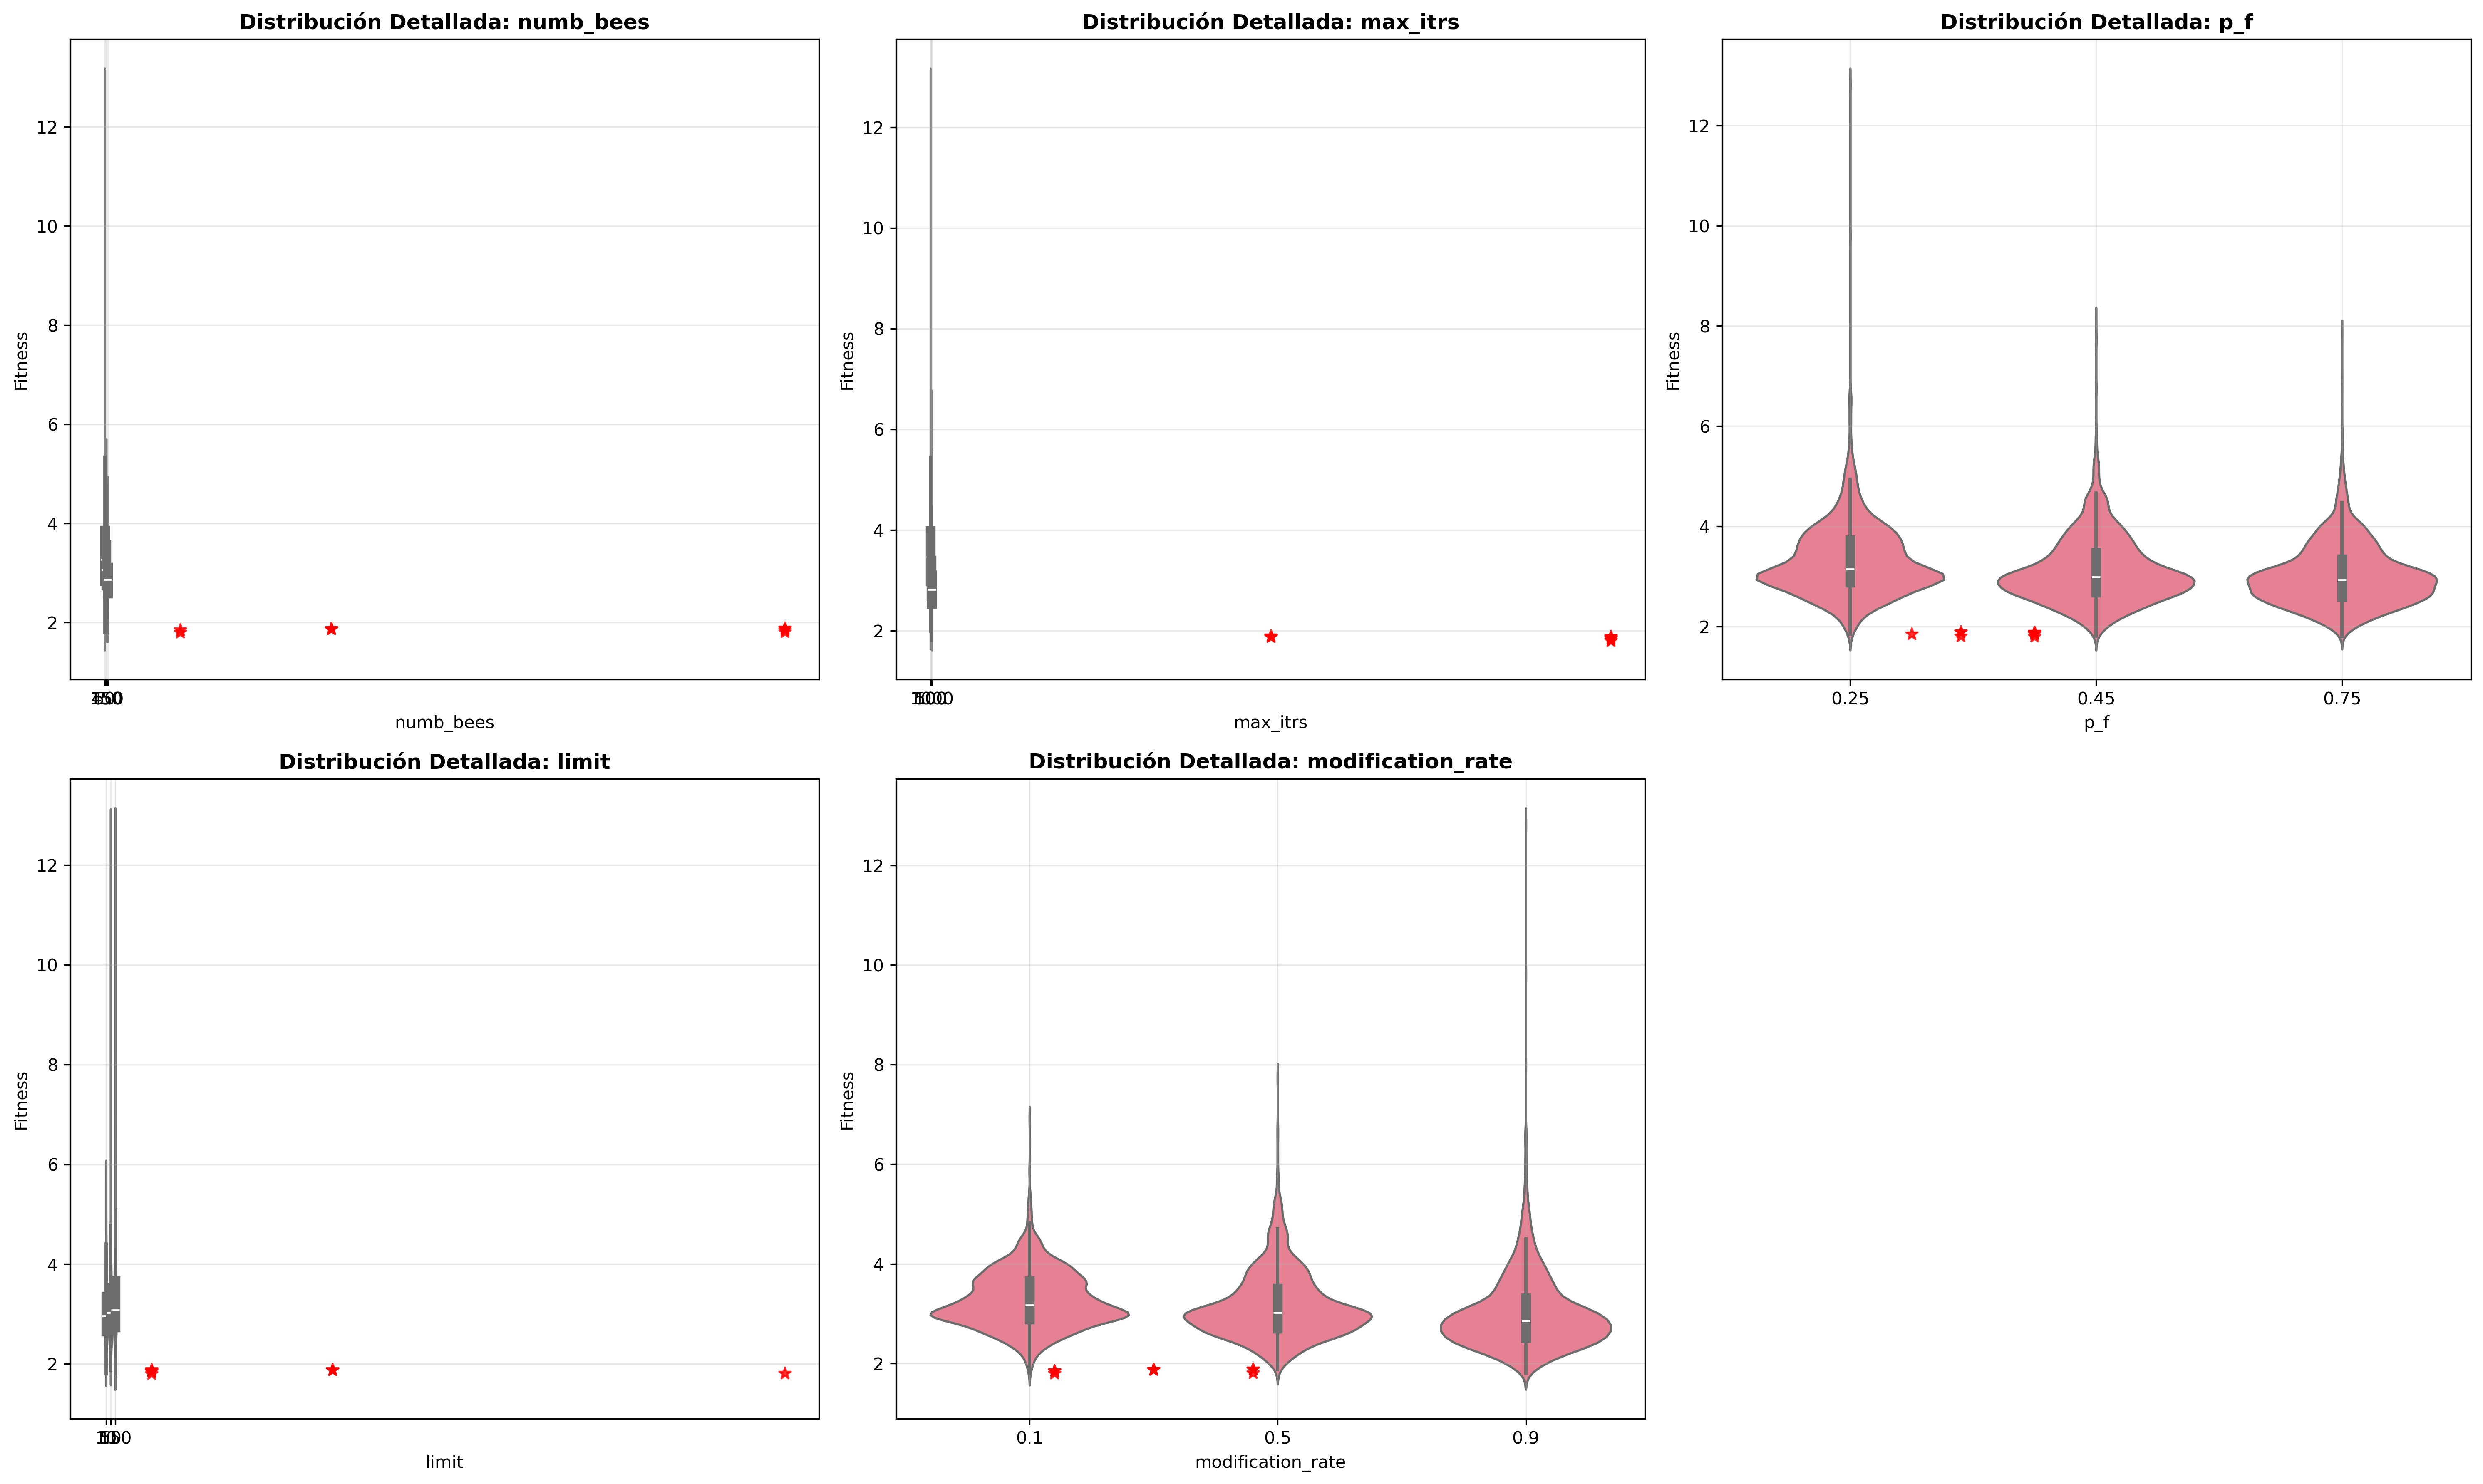 Distribución Detallada: numb_bees
12
10
8
6
4
2
Fitness
numb_bees
Distribución Detallada: max_itrs
12
10
8
6
4
2
Fitness
max_itrs
Distribución Detallada: p_f
12
10
8
6
4
2
Fitness
0.25 0.45 0.75
p_f
Distribución Detallada: limit
12
10
8
6
4
2
Fitness
limit
Distribución Detallada: modification_rate
12
10
8
6
4
2
Fitness
0.1 0.5 0.9
modification_rate